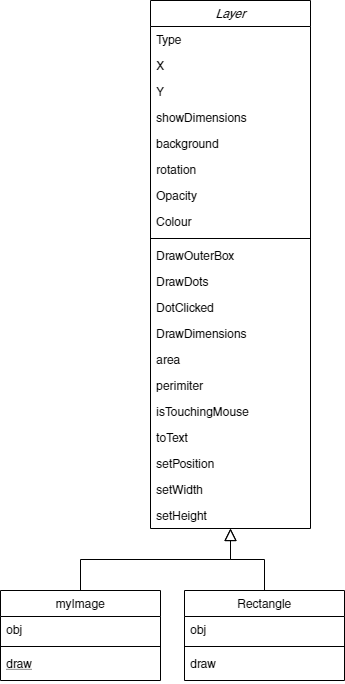 Layer
Type
X
Y
showDimensions
background
rotation
Opacity
Colour
DrawOuterBox
DrawDots
DotClicked
DrawDimensions
area
perimiter
isTouchingMouse
toText
setPosition
setWidth
setHeight
myImage
obj
draw
Rectangle
obj
draw